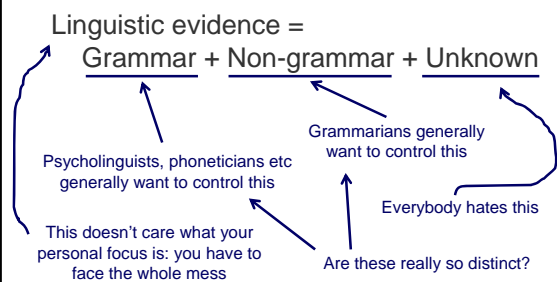 Linguistic evidence =
Grammar + Non-grammar + Unknown
Grammarians generally
want to control this
Psycholinguists, phoneticians etc
generally want to control this
Everybody hates this
This doesn't care what your
personal focus is: you have to
face the whole mess
Are these really so distinct?